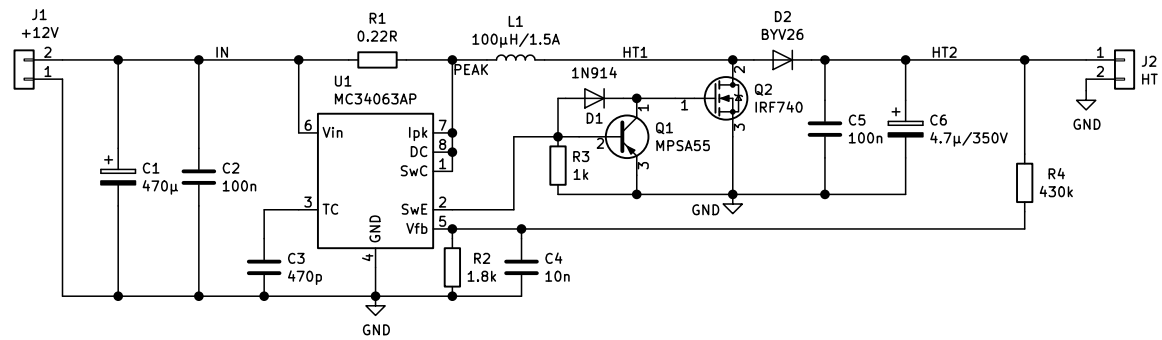 J1
+12V
2
1
IN
R1
0.22R
L1
100µH/1.5A
HT1
D2
BYV26
HT2
1
2
J2
HT
GND
PEAK
U1
MC34063AP
6
Vin
Ipk
7
DC
8
SwC
1
3
TC
SwE
2
Vfb
5
GND
4
1N914
D1
1
2
3
Q1
MPSA55
R3
1k
1
2
3
Q2
IRF740
GND
C5
100n
+
C6
4.7µ/350V
R4
430k
+
C1
470µ
C2
100n
C3
470p
R2
1.8k
C4
10n
GND